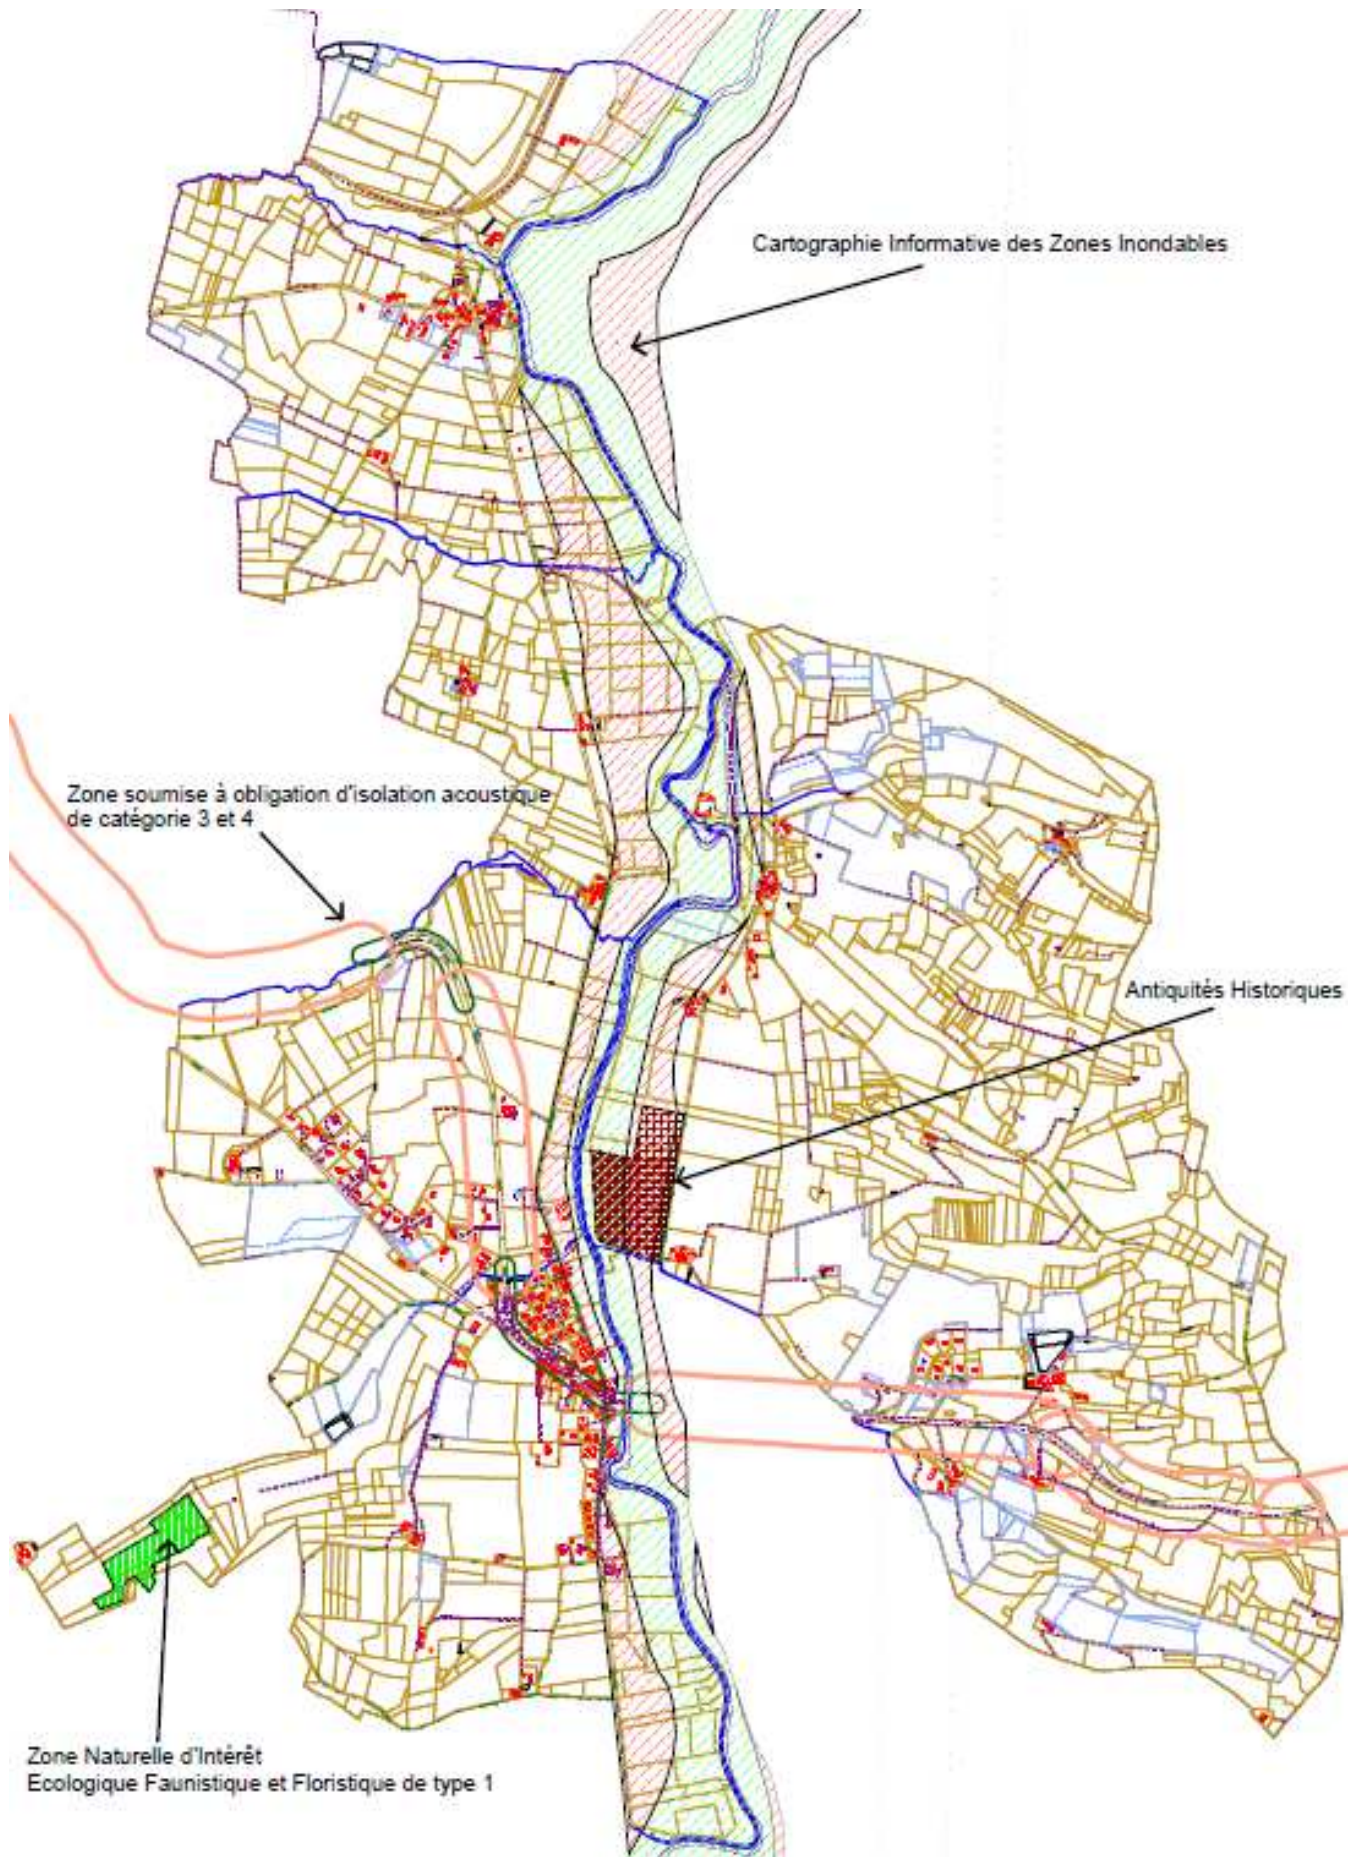 Cartographie Informative des Zones Inondables
Zone soumise à obligation d'isolation acoustique
de catégorie 3 et 4
Antiquités Historiques
Zone Naturelle d'Intérêt
Ecologique Faunistique et Floristique de type 1